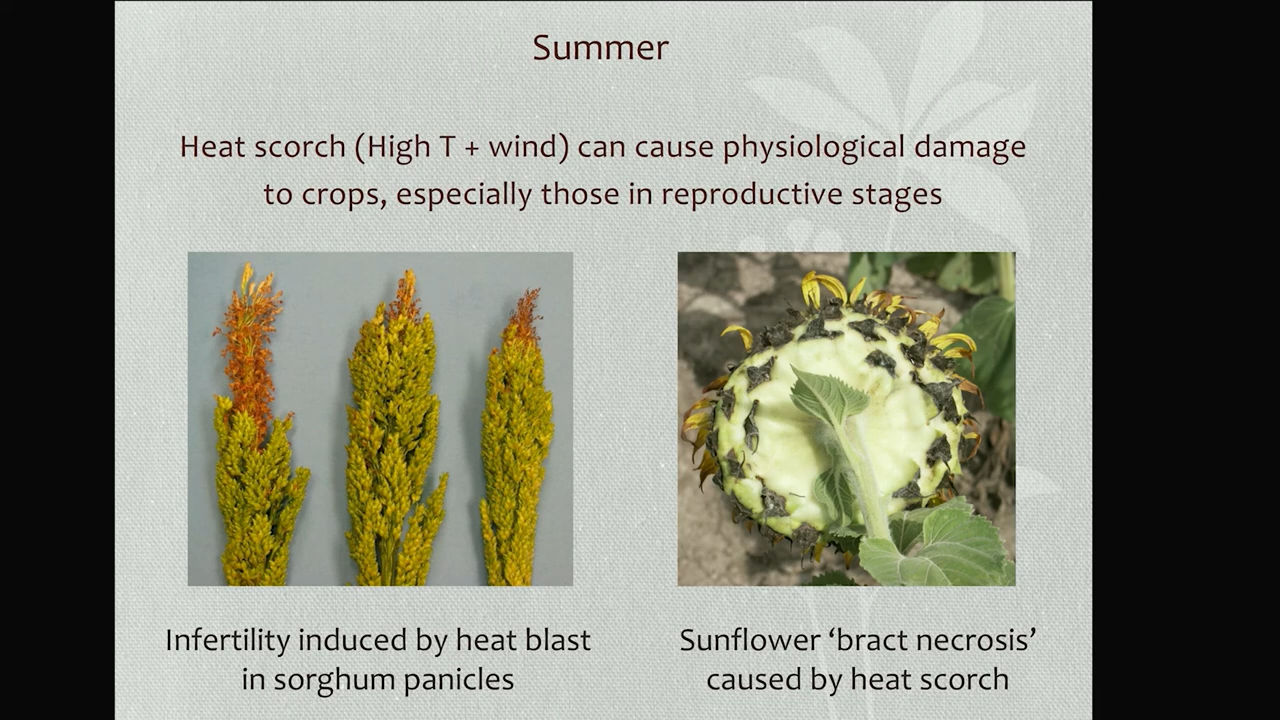 Summer
Heat scorch (High T + wind) can cause physiological damage
to crops, especially those in reproductive stages
Infertility induced by heat blast
in sorghum panicles
Sunflower ‘bract necrosis’
caused by heat scorch